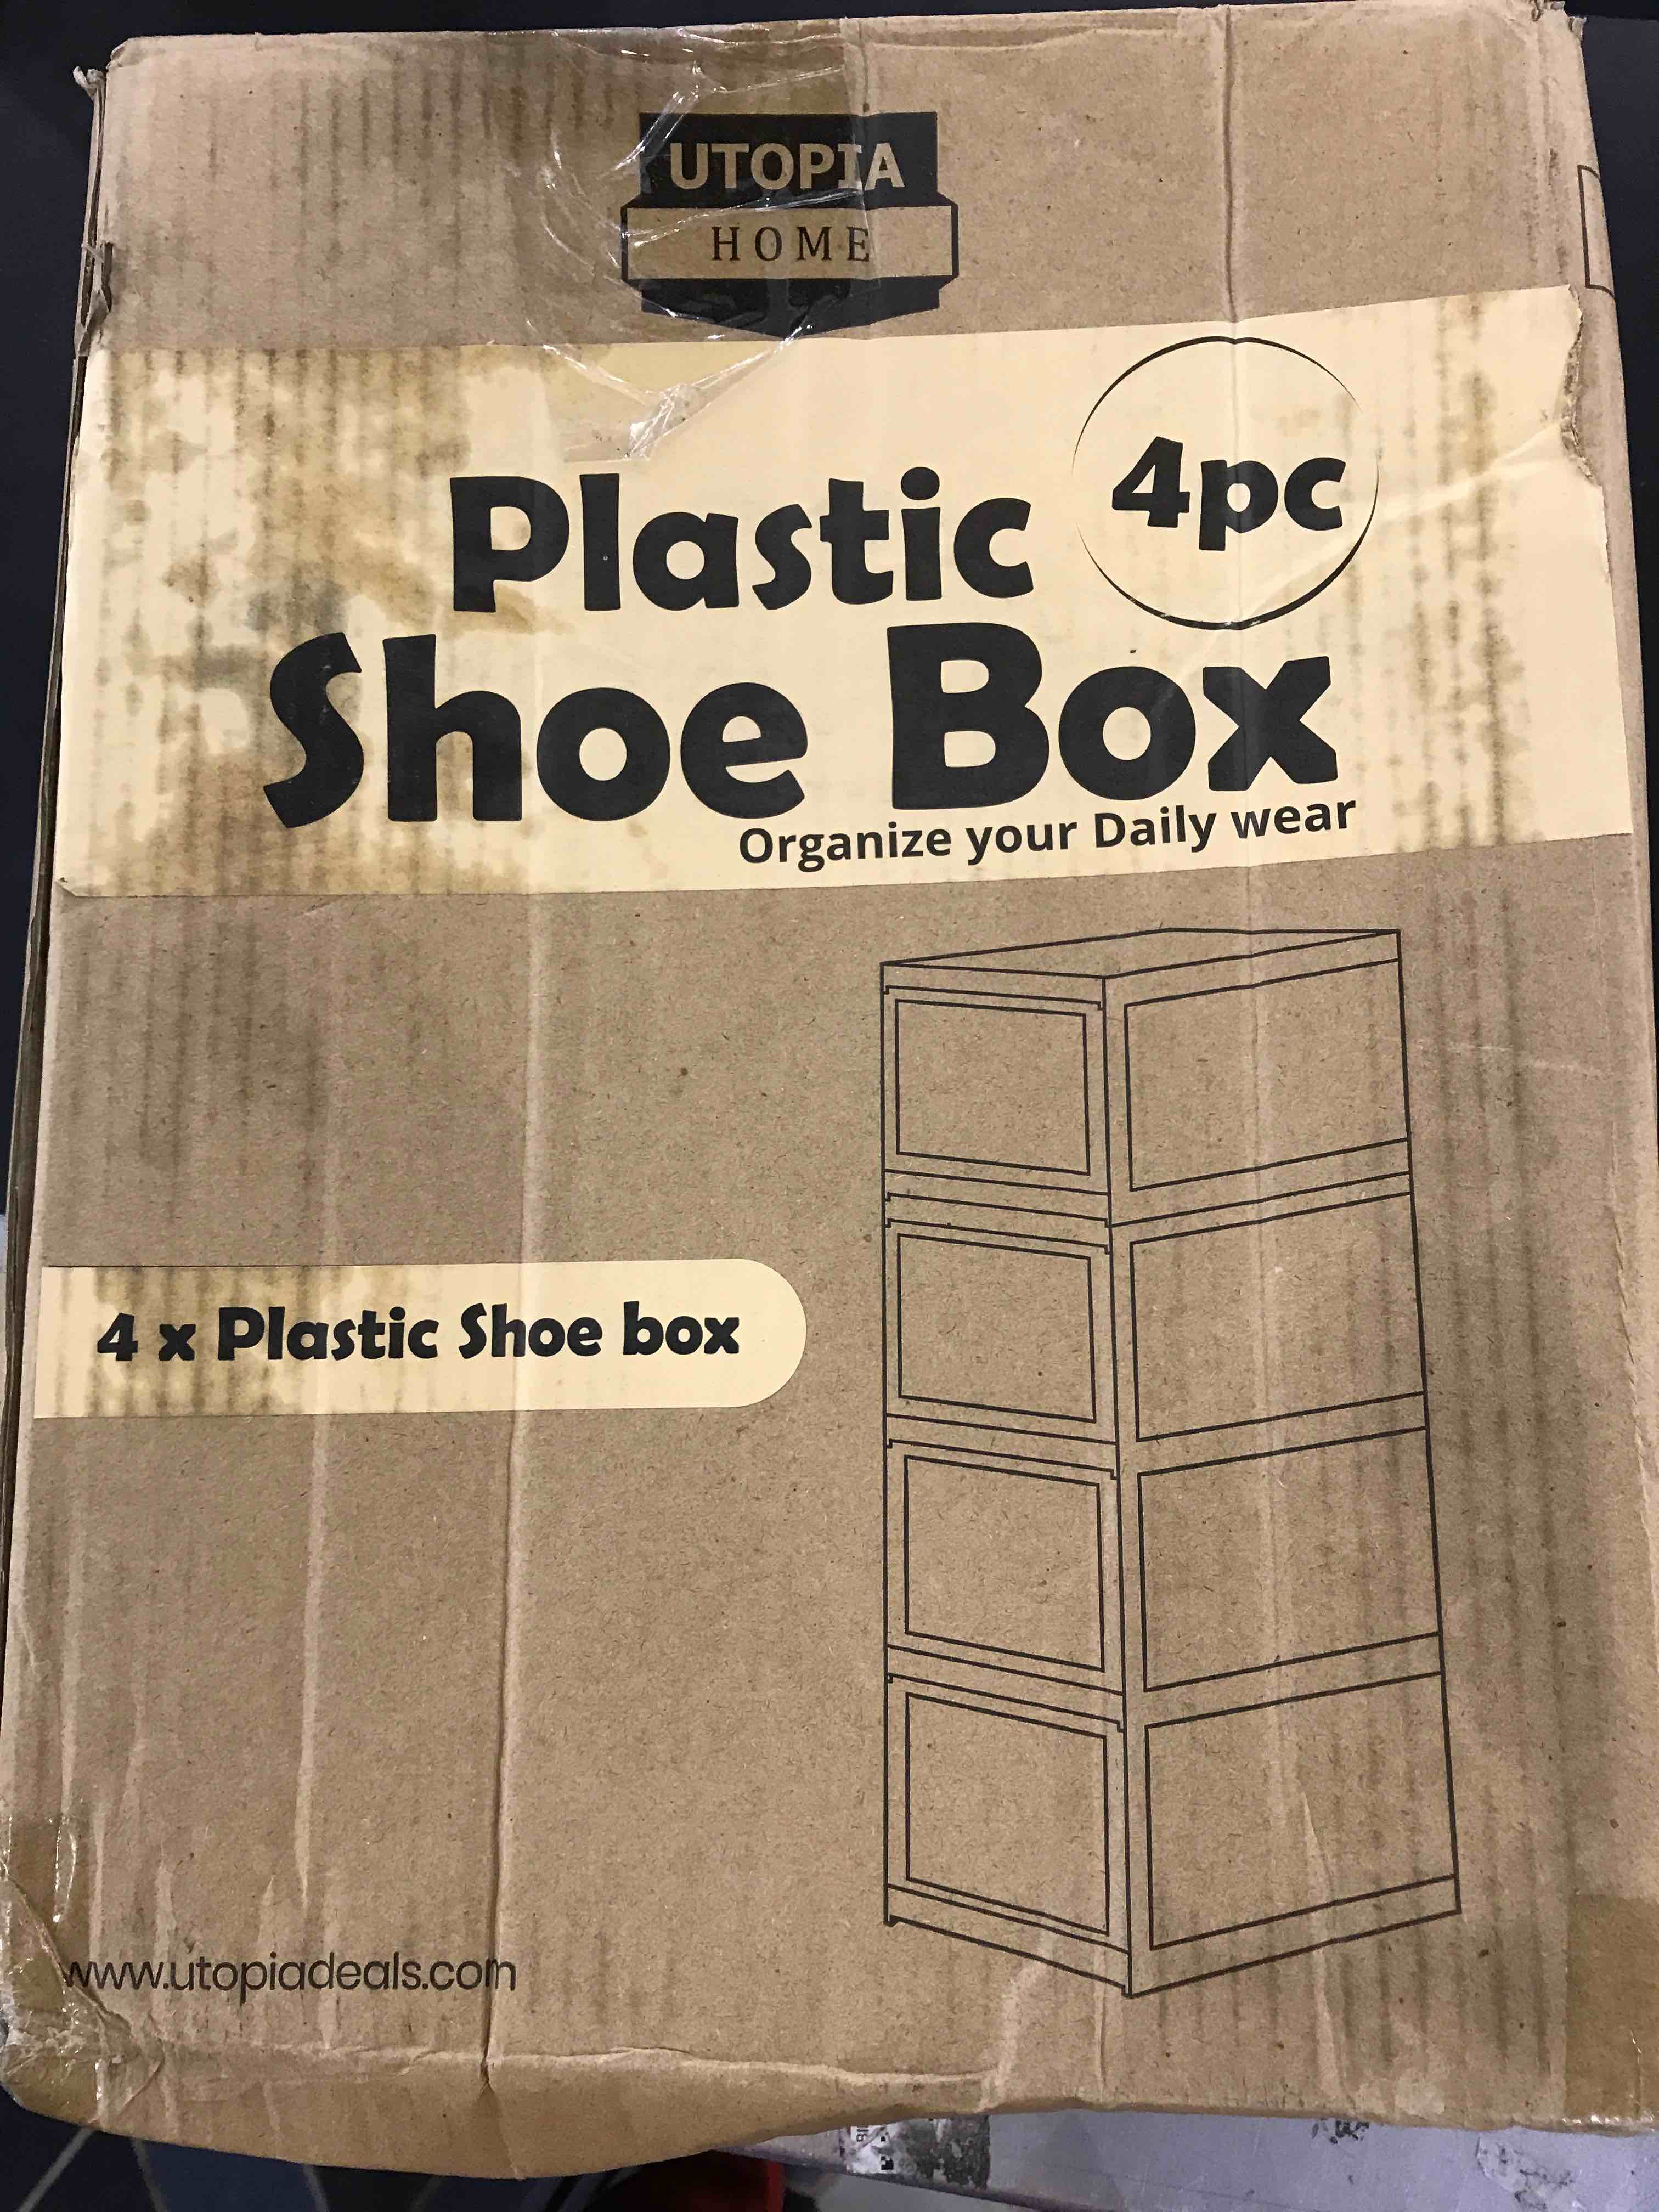 UTOPIA
HOME
4pc
Plastic
Shoe Box
Organize your Daily wear
4 x Plastic Shoe box
www.utopiadeals.com